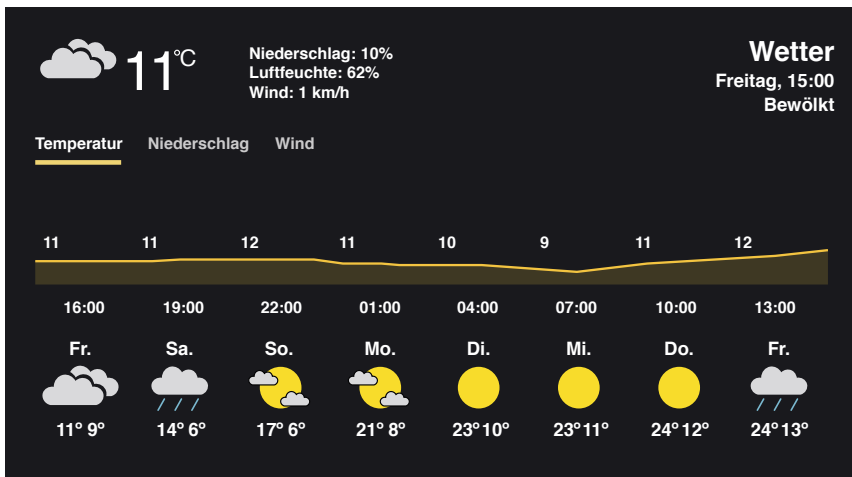 11°C
Niederschlag: 10%
Luftfeuchte: 62%
Wind: 1 km/h
Wetter
Freitag, 15:00
Bewölkt
Temperatur Niederschlag Wind
11 11 12 11 10 9 11 12
16:00 19:00 22:00 01:00 04:00 07:00 10:00 13:00
Fr. Sa. So. Mo. Di. Mi. Do. Fr.
11° 9° 14° 6° 17° 6° 21° 8° 23° 10° 23° 11° 24° 12° 24° 13°